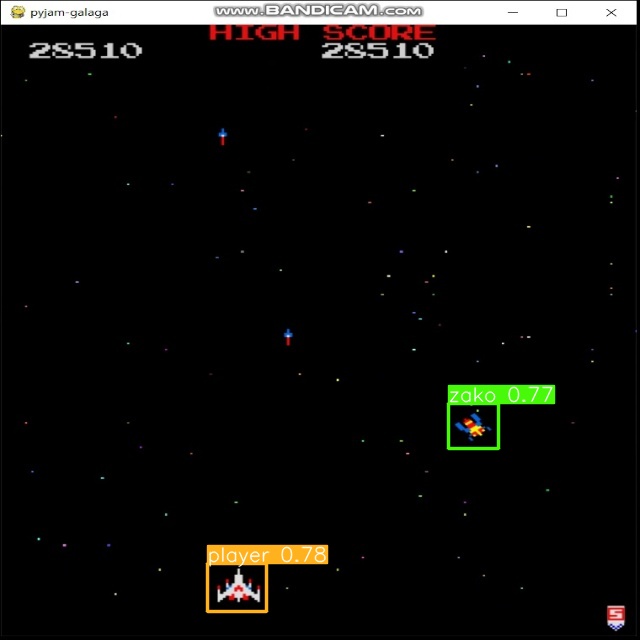 pyjam-galaga
www.BANDICAM.com
HIGH SCORE
28510 28510
zako 0.77
player 0.78
5